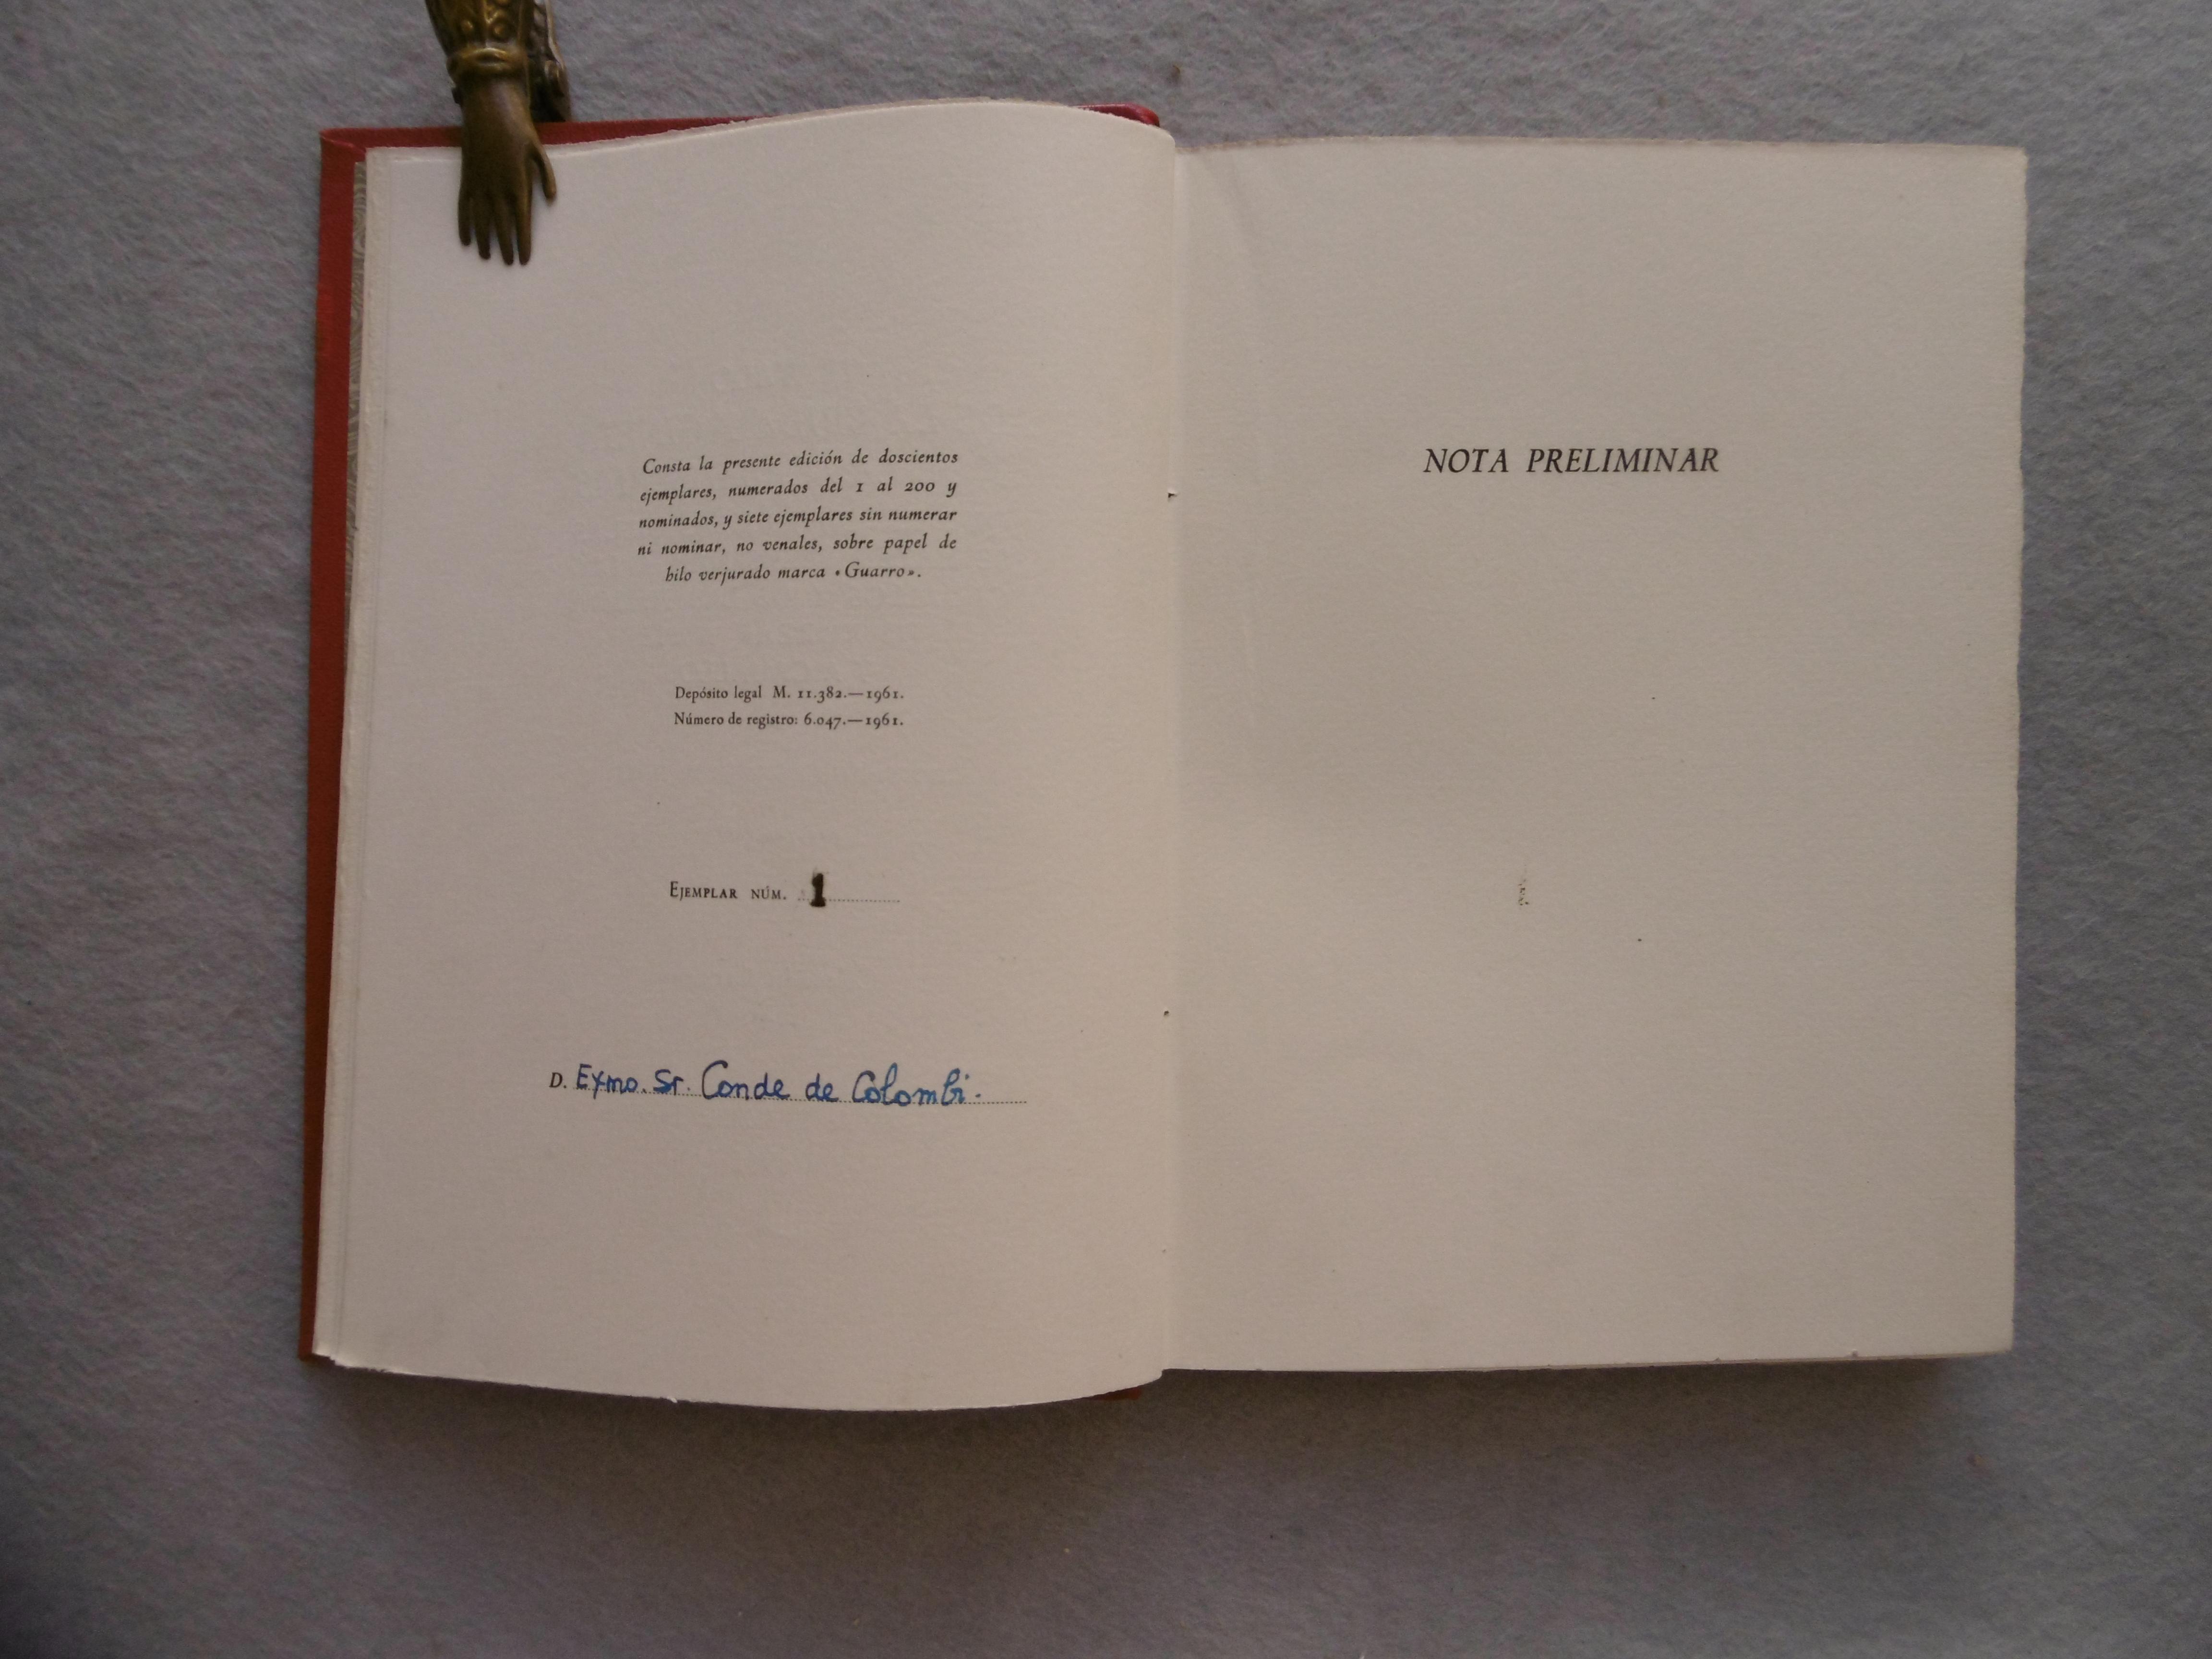 Consta la presente edición de doscientos
ejemplares, numerados del 1 al 200 y
nominados, y siete ejemplares sin numerar
ni nominar, no venales, sobre papel de
hilo verjurado marca «Guarro».
Depósito legal M. 11.382.—1961.
Número de registro: 6.047.—1961.
EJEMPLAR NÚM. 1
D. Exmo. Sr. Conde de Colombi.
NOTA PRELIMINAR